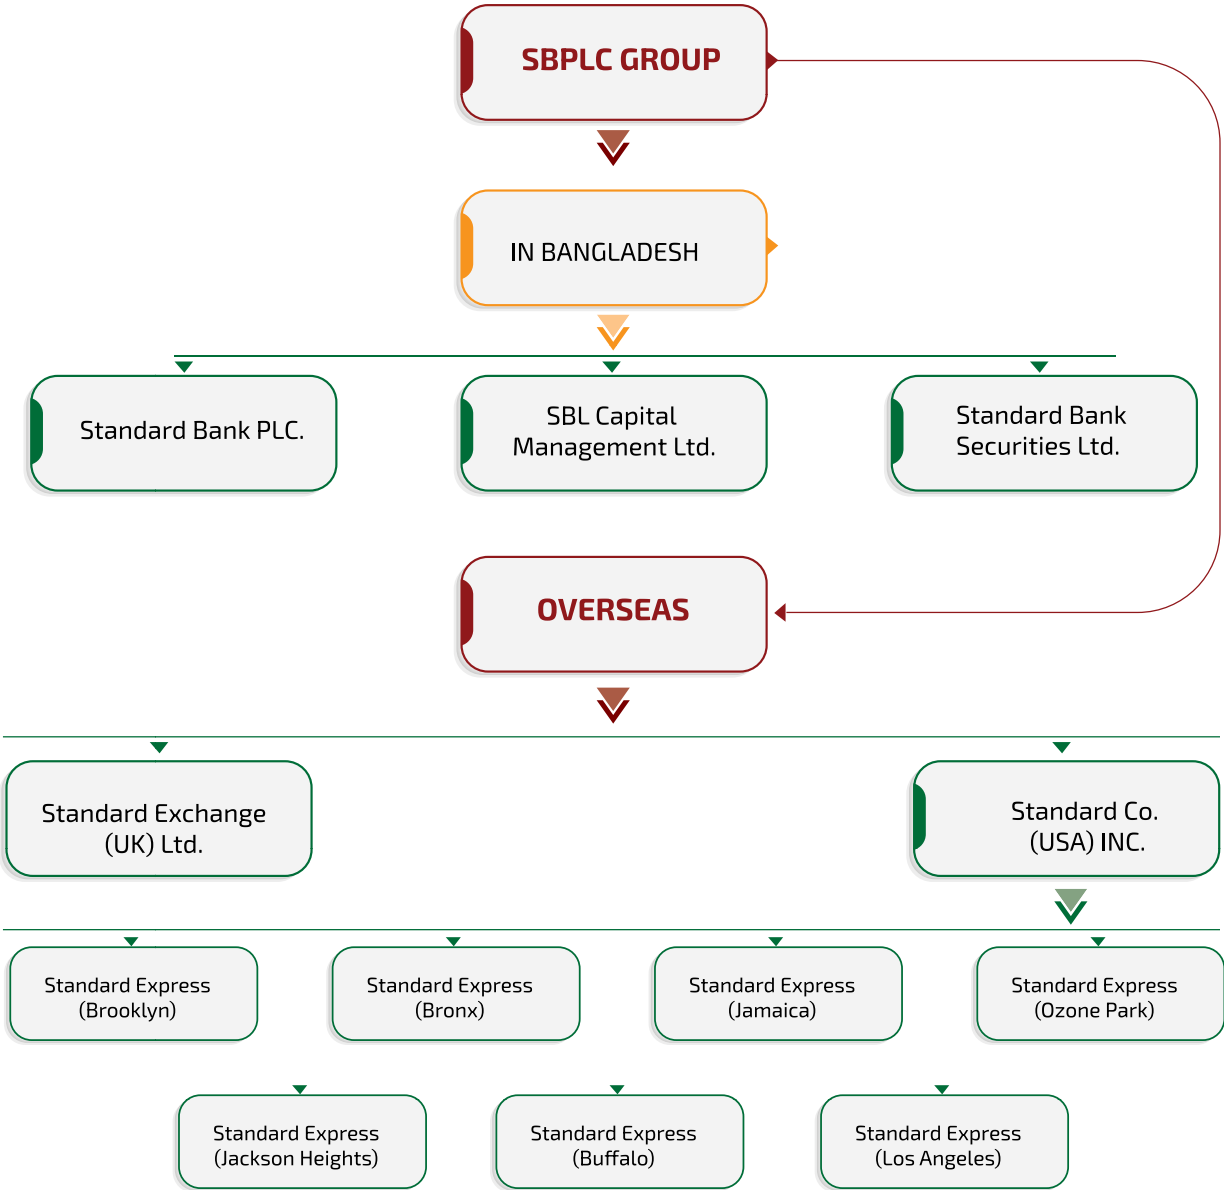 SBPLC GROUP
IN BANGLADESH
Standard Bank PLC.
SBL Capital
Management Ltd.
Standard Bank
Securities Ltd.
OVERSEAS
Standard Exchange
(UK) Ltd.
Standard Co.
(USA) INC.
Standard Express
(Brooklyn)
Standard Express
(Bronx)
Standard Express
(Jamaica)
Standard Express
(Ozone Park)
Standard Express
(Jackson Heights)
Standard Express
(Buffalo)
Standard Express
(Los Angeles)